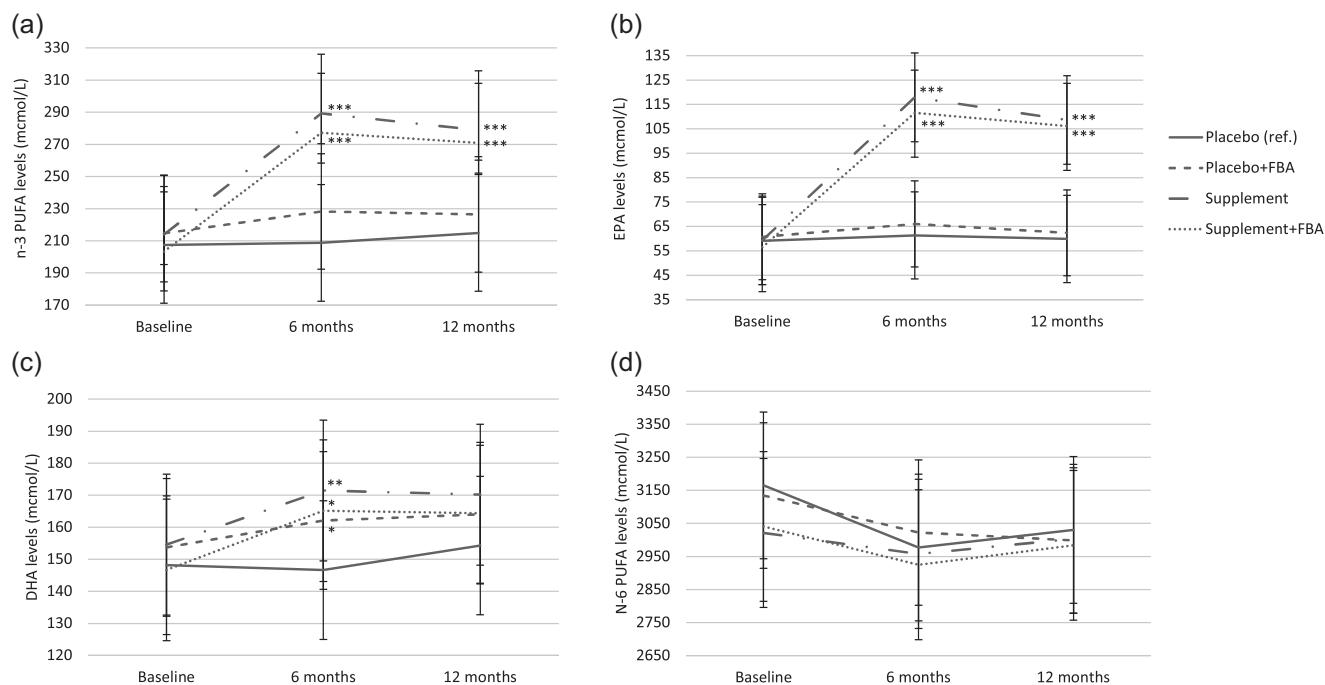 (a)
n-3 PUFA levels (mcmol/L)
330
310
290
270
250
230
210
190
170
***
***
***
***
Baseline
6 months
12 months
(b)
EPA levels (mcmol/L)
135
125
115
105
95
85
75
65
55
45
35
***
***
***
***
Baseline
6 months
12 months
Placebo (ref.)
Placebo+FBA
Supplement
Supplement+FBA
(c)
DHA levels (mcmol/L)
200
190
180
170
160
150
140
130
120
**
*
*
Baseline
6 months
12 months
(d)
N-6 PUFA levels (mcmol/L)
3450
3350
3250
3150
3050
2950
2850
2750
2650
Baseline
6 months
12 months